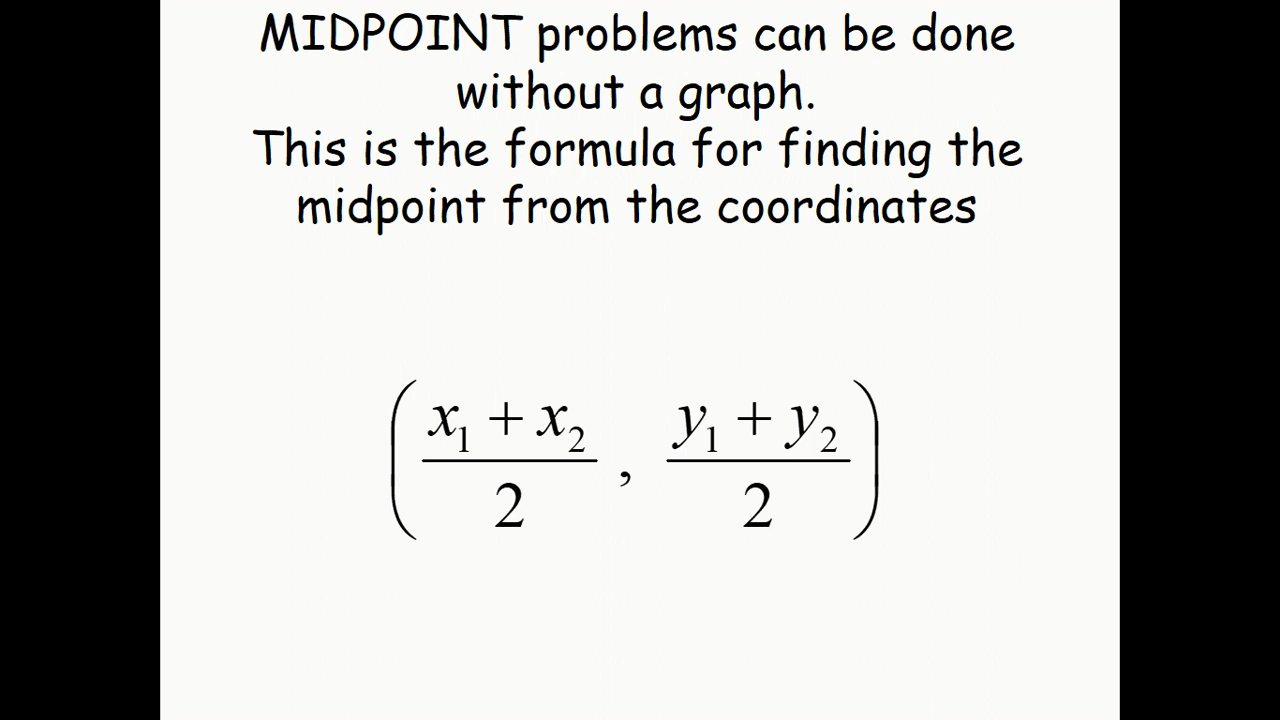 MIDPOINT problems can be done
without a graph.
This is the formula for finding the
midpoint from the coordinates
( (x₁ + x₂)/2 , (y₁ + y₂)/2 )